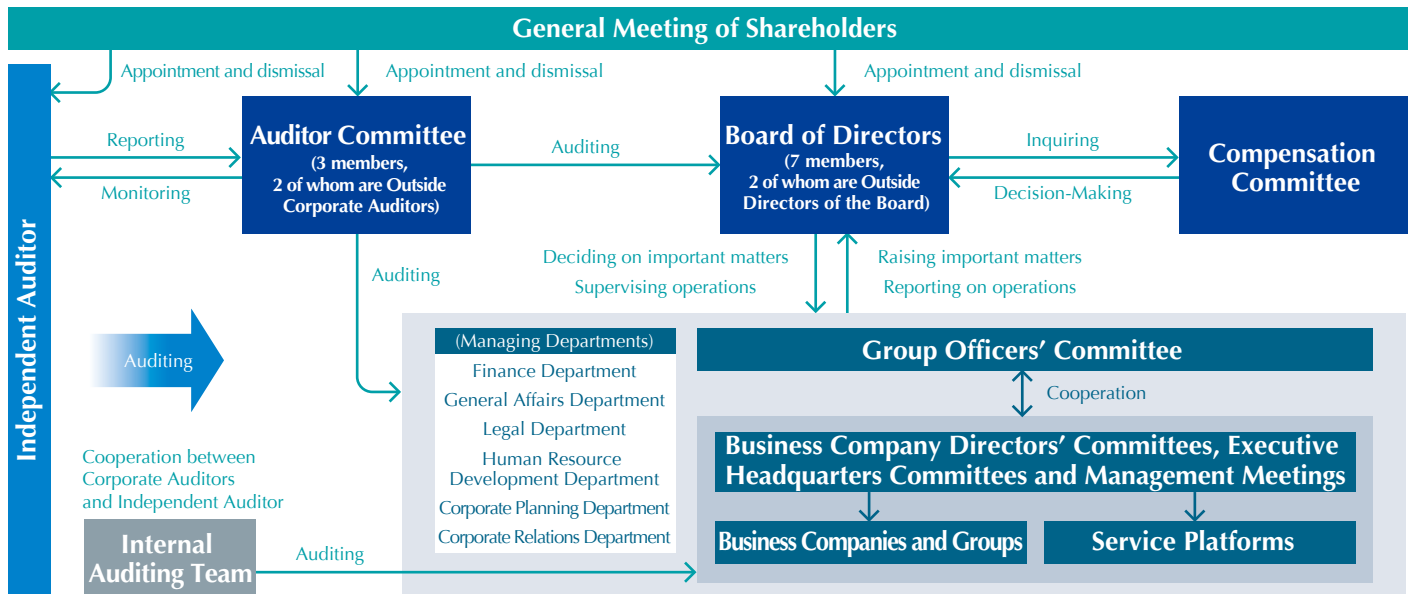 General Meeting of Shareholders
Appointment and dismissal
Appointment and dismissal
Appointment and dismissal
Independent Auditor
Reporting
Monitoring
Auditor Committee
(3 members,
2 of whom are Outside
Corporate Auditors)
Auditing
Board of Directors
(7 members,
2 of whom are Outside
Directors of the Board)
Inquiring
Decision-Making
Compensation
Committee
Auditing
Deciding on important matters
Supervising operations
Raising important matters
Reporting on operations
Auditing
(Managing Departments)
Finance Department
General Affairs Department
Legal Department
Human Resource
Development Department
Corporate Planning Department
Corporate Relations Department
Group Officers’ Committee
Cooperation
Business Company Directors’ Committees, Executive
Headquarters Committees and Management Meetings
Business Companies and Groups
Service Platforms
Cooperation between
Corporate Auditors
and Independent Auditor
Internal
Auditing Team
Auditing